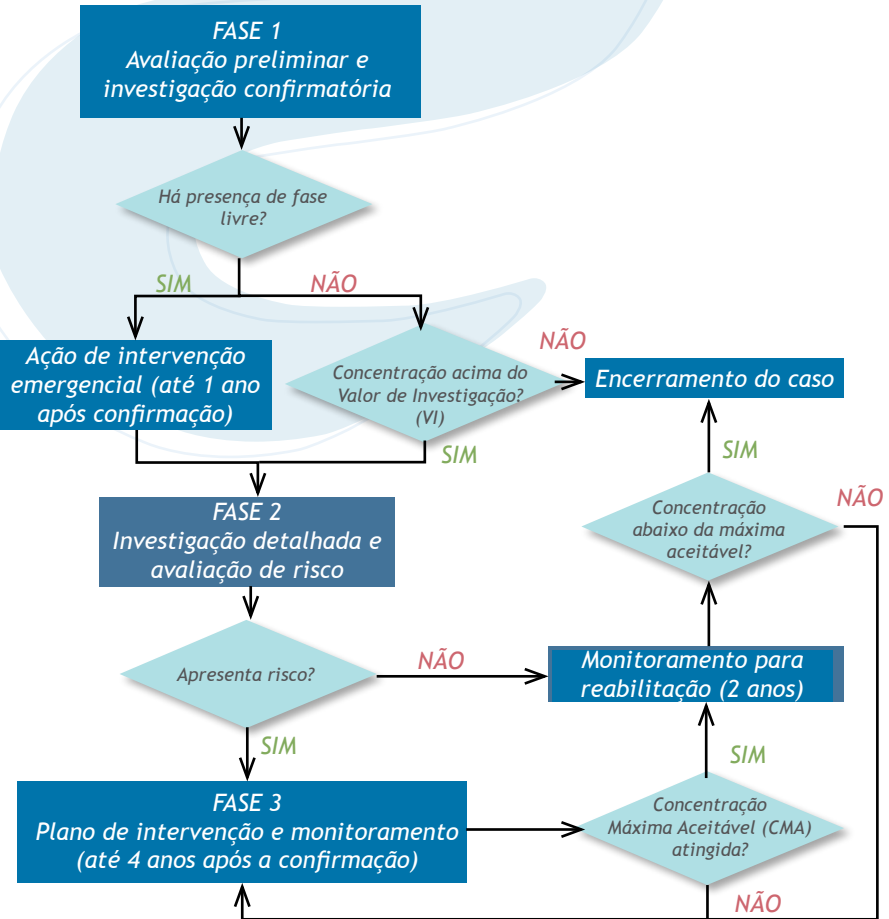 FASE 1
Avaliação preliminar e
investigação confirmatória
Há presença de fase
livre?
SIM
NÃO
Ação de intervenção
emergencial (até 1 ano
após confirmação)
Concentração acima do
Valor de Investigação?
(VI)
NÃO
Encerramento do caso
SIM
SIM
FASE 2
Investigação detalhada e
avaliação de risco
Concentração
abaixo da máxima
aceitável?
NÃO
Apresenta risco?
NÃO
Monitoramento para
reabilitação (2 anos)
SIM
SIM
FASE 3
Plano de intervenção e monitoramento
(até 4 anos após a confirmação)
Concentração
Máxima Aceitável (CMA)
atingida?
NÃO